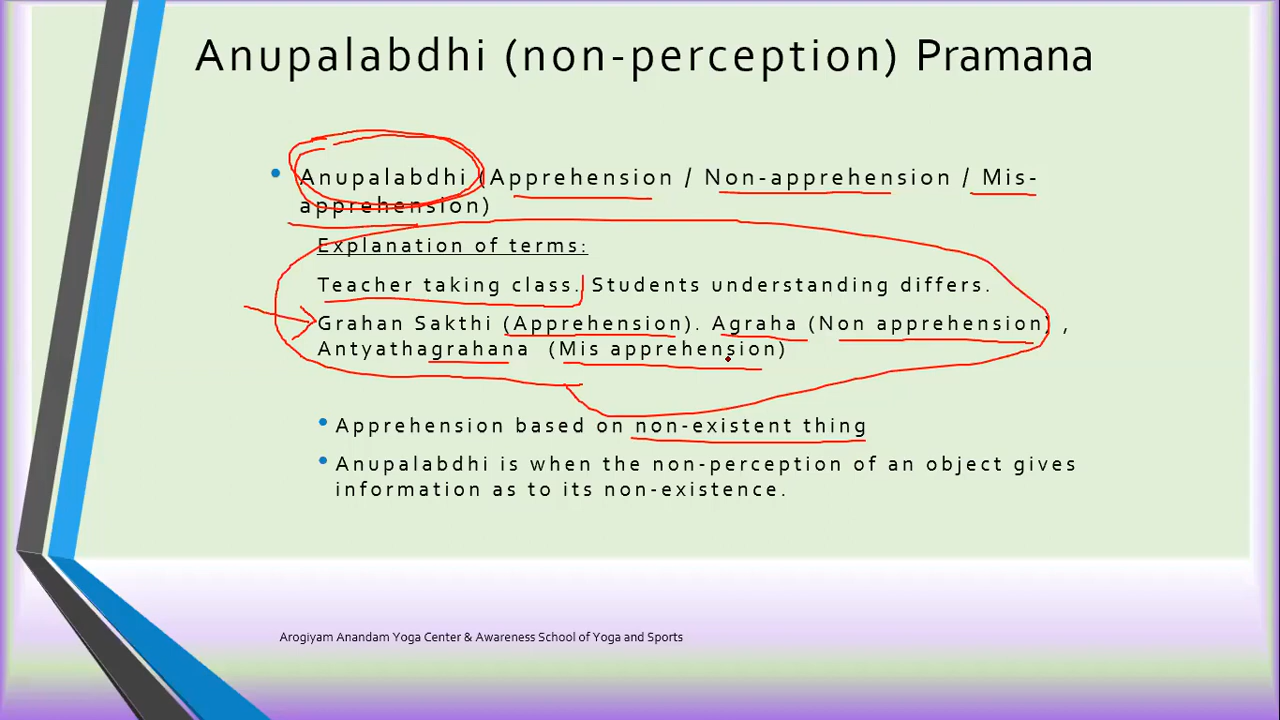 Anupalabdhi (non-perception) Pramana
• Anupalabdhi (Apprehension / Non-apprehension / Mis-
apprehension)
Explanation of terms:
Teacher taking class. Students understanding differs.
Grahan Sakthi (Apprehension). Agraha (Non apprehension) ,
Antyathagrahana (Mis apprehension)
• Apprehension based on non-existent thing
• Anupalabdhi is when the non-perception of an object gives
information as to its non-existence.
Arogiyam Anandam Yoga Center & Awareness School of Yoga and Sports